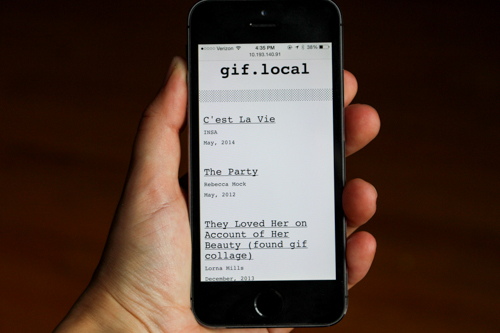 Verizon 4:35 PM 38%
10.193.140.91
gif.local
C'est La Vie
INSA
May, 2014
The Party
Rebecca Mock
May, 2012
They Loved Her on
Account of Her
Beauty (found gif
collage)
Lorna Mills
December, 2013